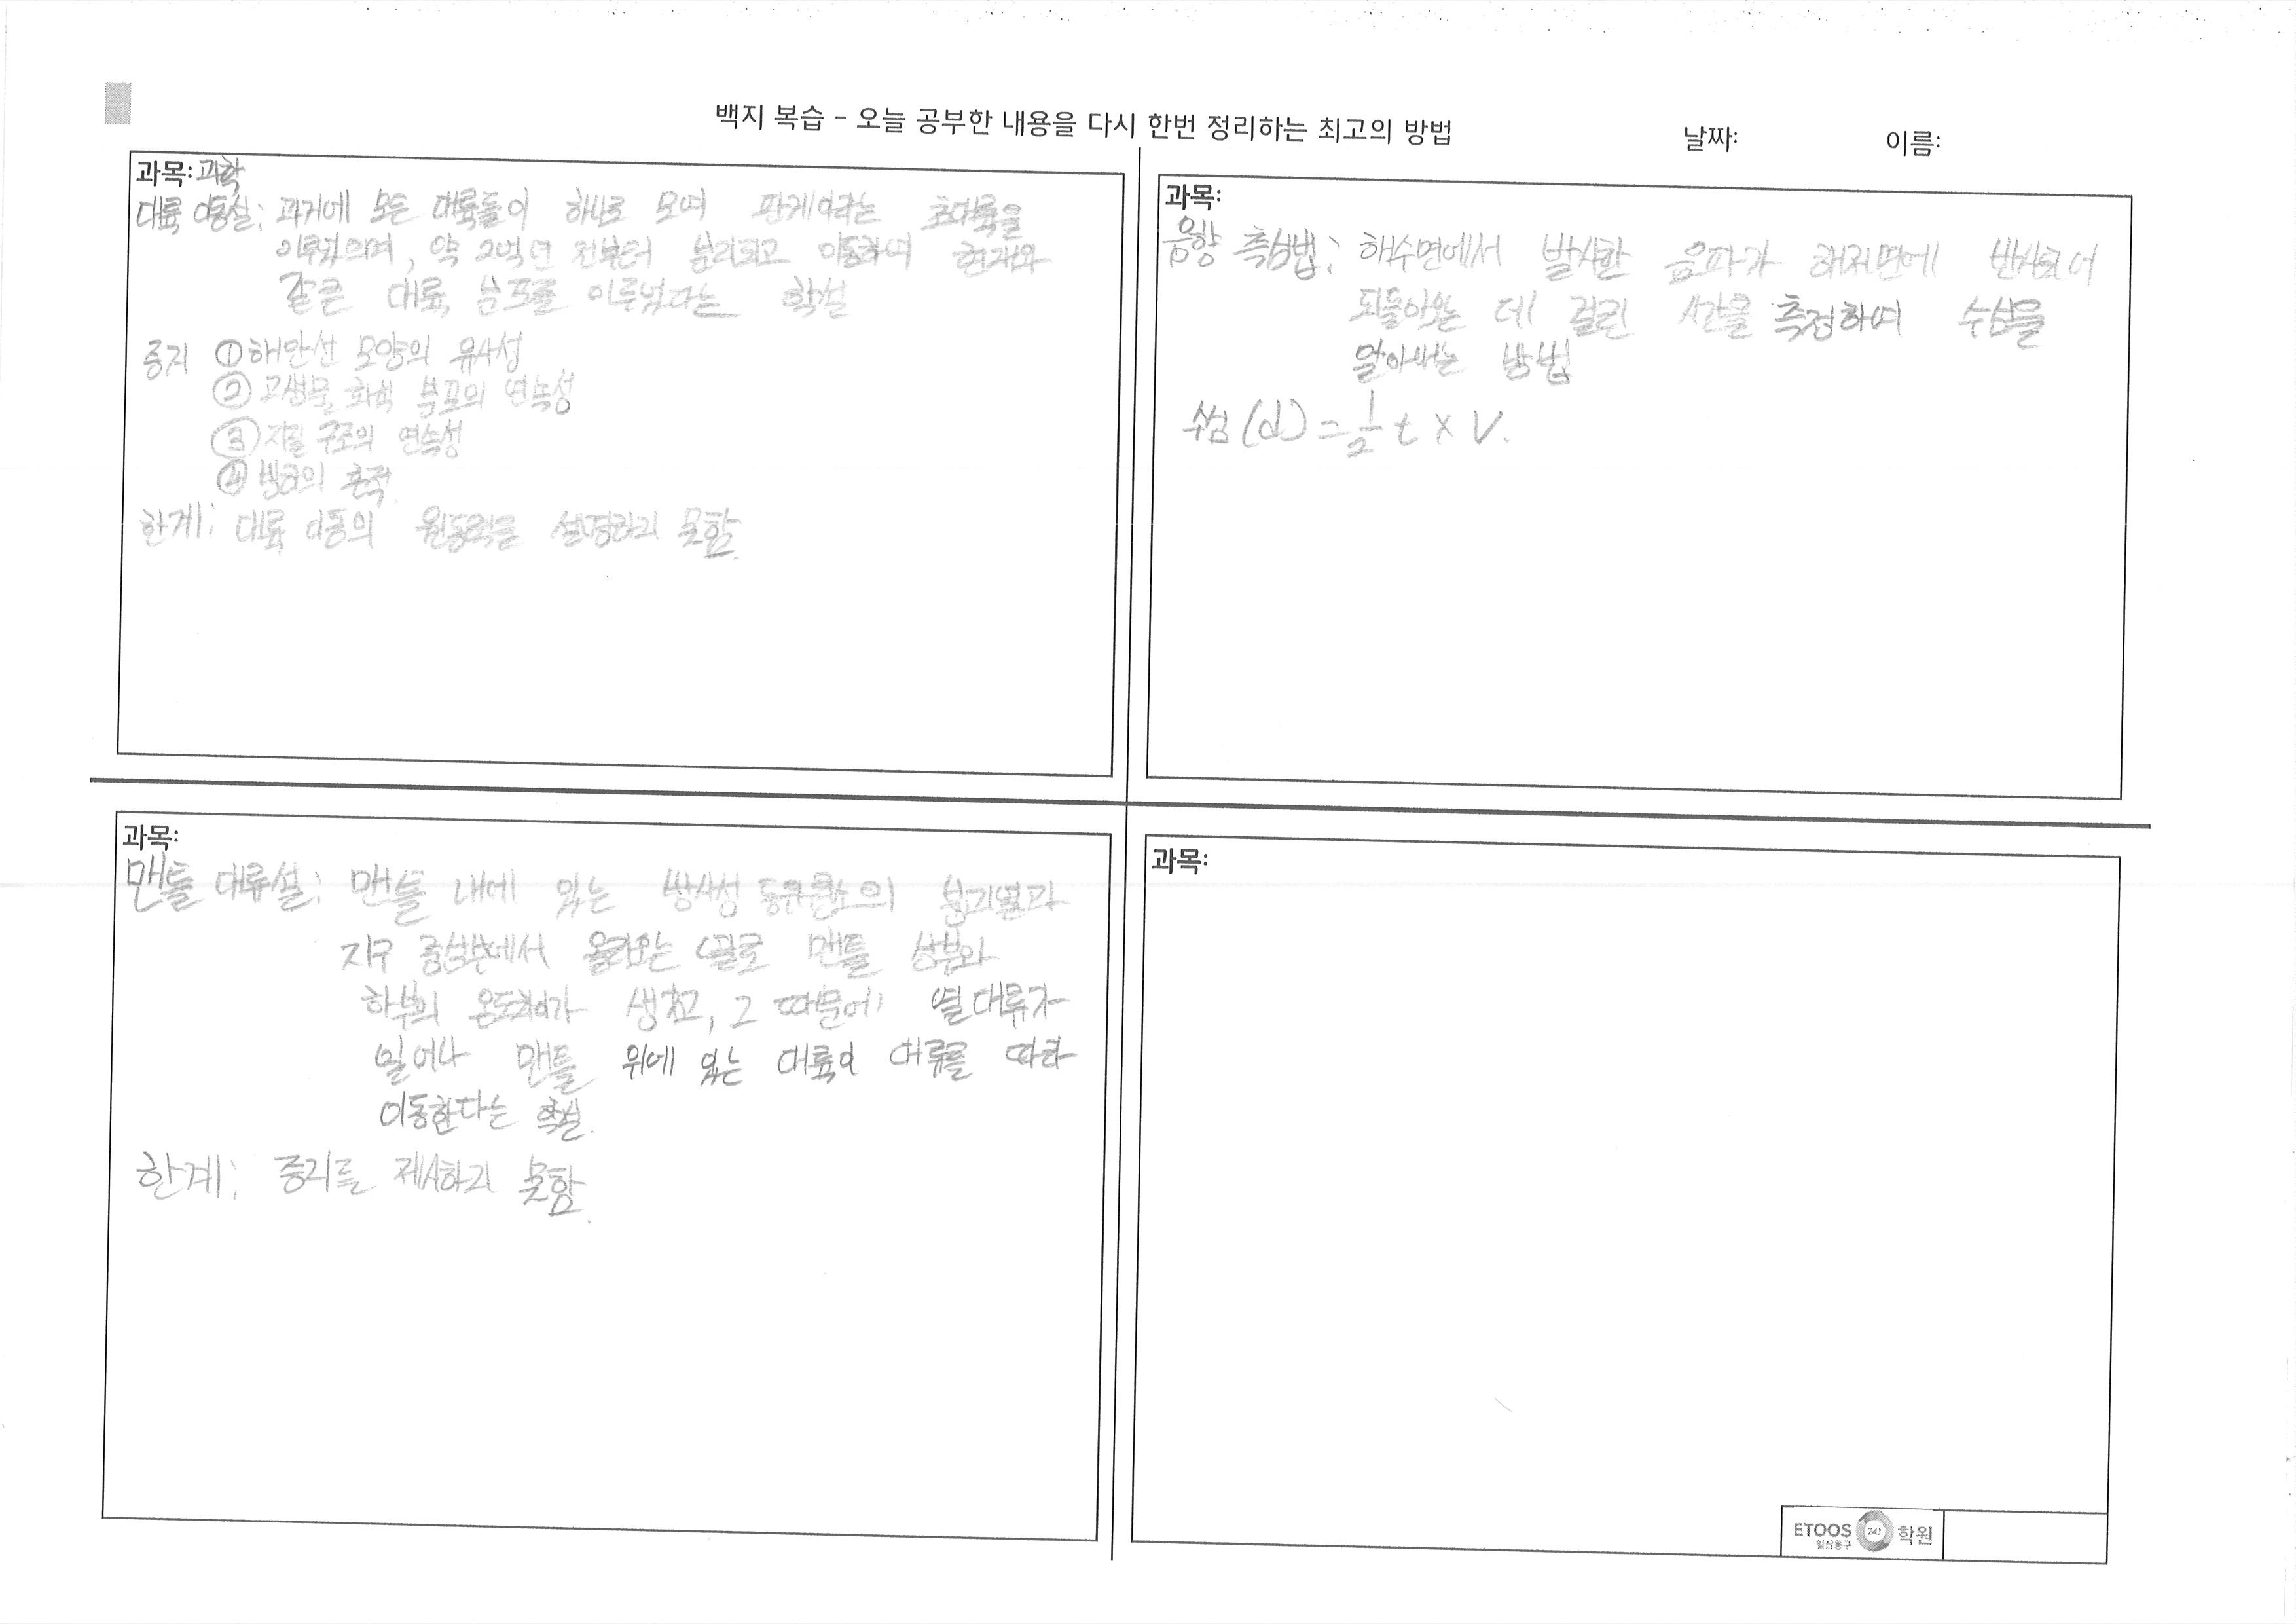 백지 복습 - 오늘 공부한 내용을 다시 한번 정리하는 최고의 방법 날짜: 이름:
과목: 과학
대륙 이동설: 과거에 모든 대륙들이 하나로 모여 판게아라는 초대륙을
이루었으며, 약 2억년 전부터 분리되고 이동하여 현재와
같은 대륙 분포를 이루었다는 학설
증거 ①해안선 모양의 유사성
②고생물 화석 분포의 연속성
③지질 구조의 연속성
④빙하의 흔적.
한계: 대륙 이동의 원동력을 설명하지 못함.
과목:
음향 측심법: 해수면에서 발사한 음파가 해저면에 반사되어
되돌아오는 데 걸린 시간을 측정하여 수심을
알아내는 방법
수심(d)=1/2 t × V.
과목:
맨틀 대류설: 맨틀 내에 있는 방사성 동위원소의 붕괴열과
지구 중심부에서 올라오는 열로 맨틀 상부와
하부의 온도차이가 생기고, 그 때문에 열대류가
일어나 맨틀 위에 있는 대륙이 대류를 따라
이동한다는 학설.
한계: 증거를 제시하지 못함.
과목:
ETOOS 247 학원
일산동구